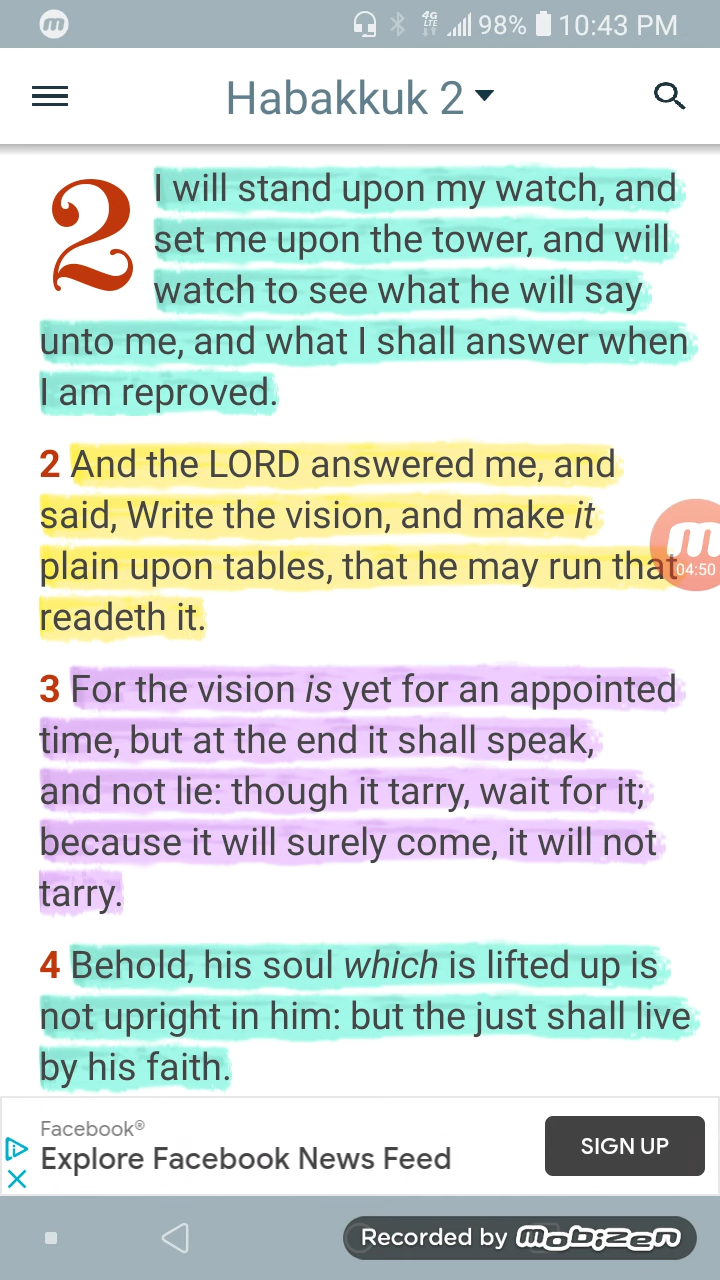 m 4G LTE 98% 10:43 PM
Habakkuk 2
2 I will stand upon my watch, and
set me upon the tower, and will
watch to see what he will say
unto me, and what I shall answer when
I am reproved.
2 And the LORD answered me, and
said, Write the vision, and make it
plain upon tables, that he may run that
readeth it.
m
04:50
3 For the vision is yet for an appointed
time, but at the end it shall speak,
and not lie: though it tarry, wait for it;
because it will surely come, it will not
tarry.
4 Behold, his soul which is lifted up is
not upright in him: but the just shall live
by his faith.
Facebook®
Explore Facebook News Feed
SIGN UP
Recorded by mobizen